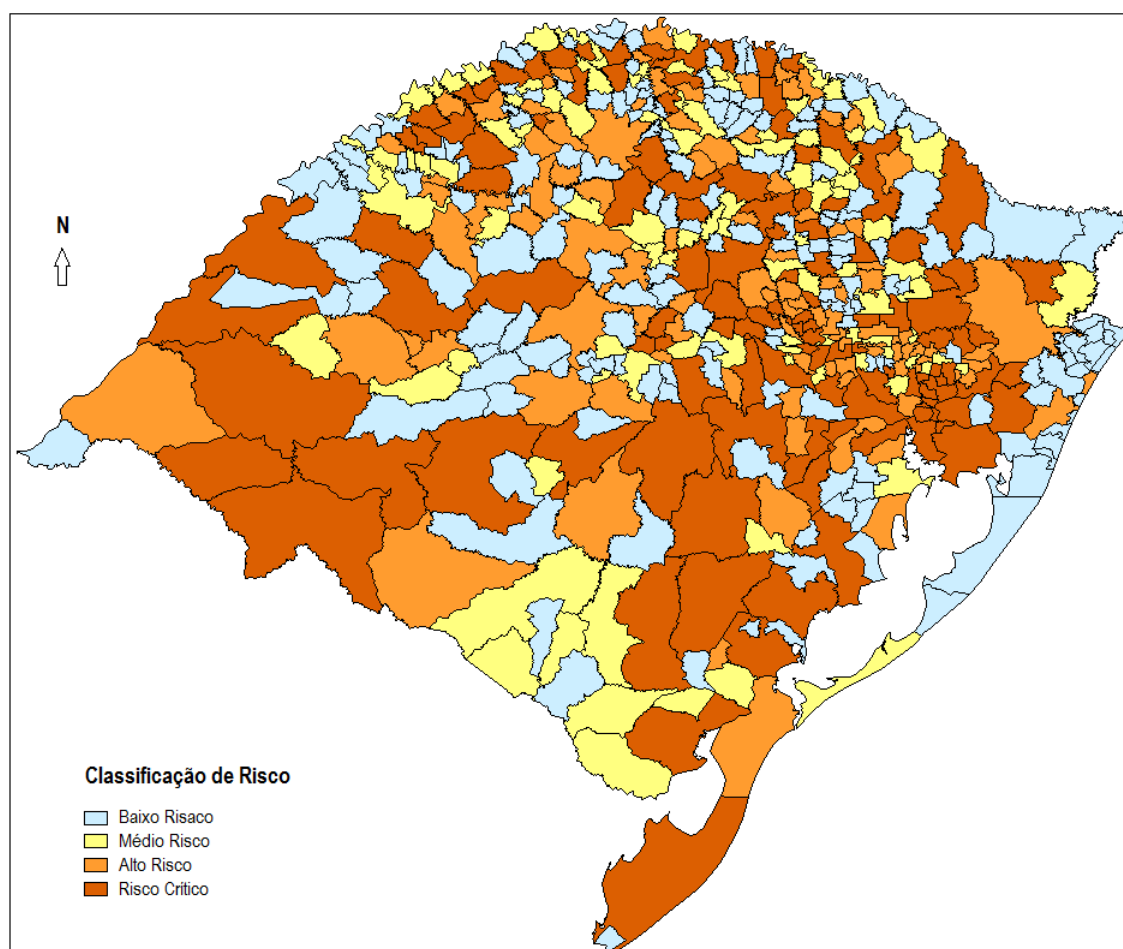 N
Classificação de Risco
Baixo Risaco
Médio Risco
Alto Risco
Risco Crítico